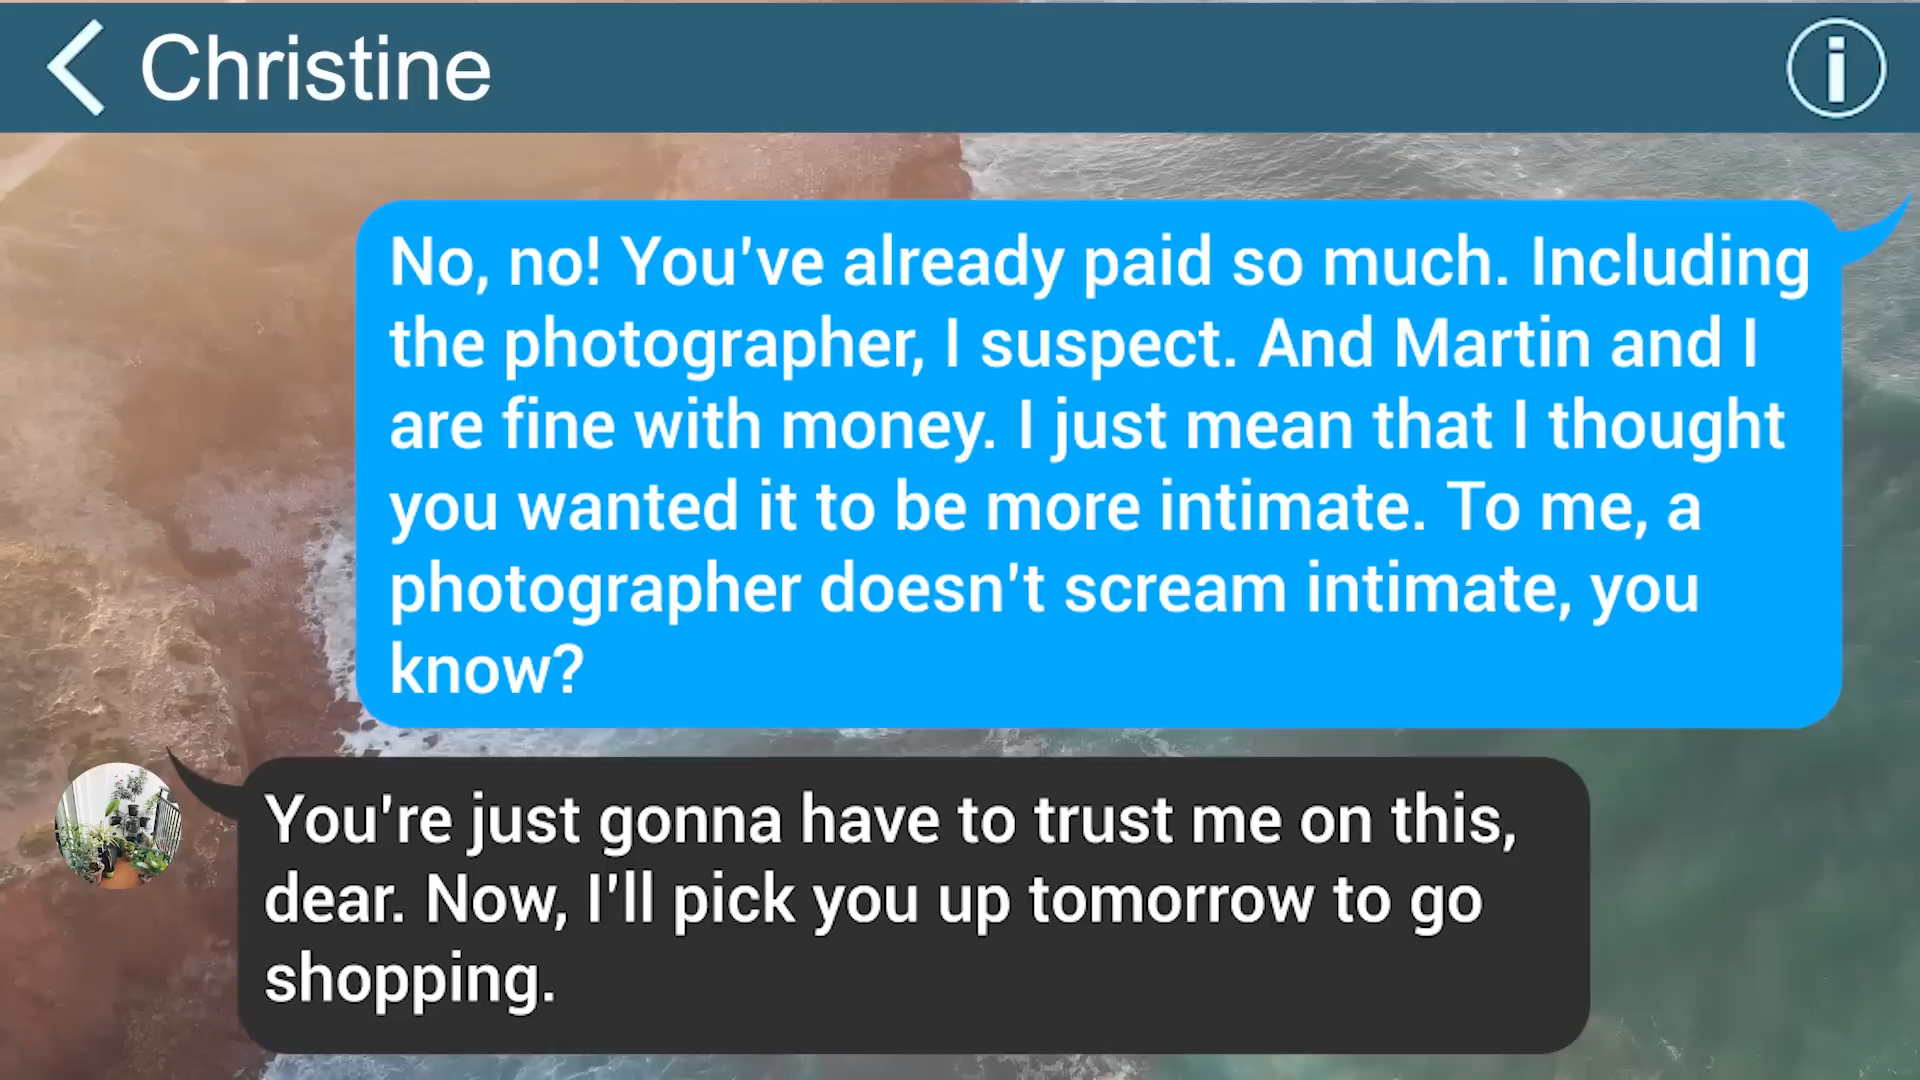 Christine
No, no! You've already paid so much. Including
the photographer, I suspect. And Martin and I
are fine with money. I just mean that I thought
you wanted it to be more intimate. To me, a
photographer doesn't scream intimate, you
know?
You're just gonna have to trust me on this,
dear. Now, I'll pick you up tomorrow to go
shopping.